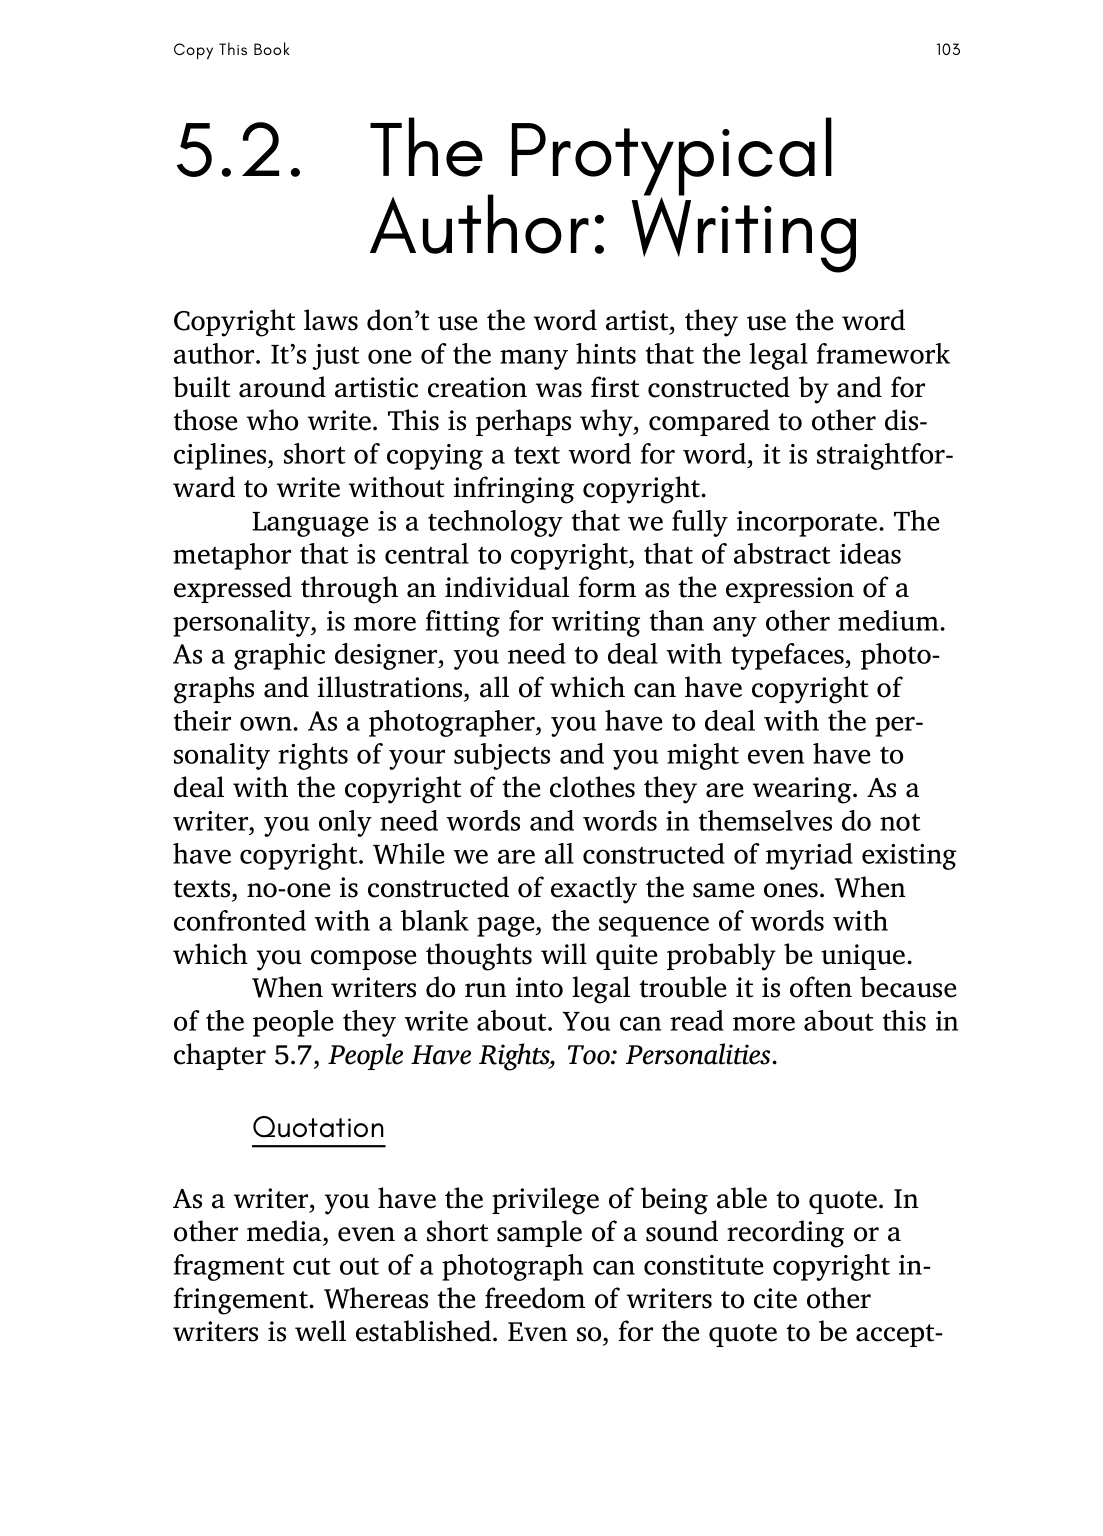 Copy This Book 103
5.2. The Protypical
Author: Writing
Copyright laws don’t use the word artist, they use the word
author. It’s just one of the many hints that the legal framework
built around artistic creation was first constructed by and for
those who write. This is perhaps why, compared to other dis-
ciplines, short of copying a text word for word, it is straightfor-
ward to write without infringing copyright.
Language is a technology that we fully incorporate. The
metaphor that is central to copyright, that of abstract ideas
expressed through an individual form as the expression of a
personality, is more fitting for writing than any other medium.
As a graphic designer, you need to deal with typefaces, photo-
graphs and illustrations, all of which can have copyright of
their own. As a photographer, you have to deal with the per-
sonality rights of your subjects and you might even have to
deal with the copyright of the clothes they are wearing. As a
writer, you only need words and words in themselves do not
have copyright. While we are all constructed of myriad existing
texts, no-one is constructed of exactly the same ones. When
confronted with a blank page, the sequence of words with
which you compose thoughts will quite probably be unique.
When writers do run into legal trouble it is often because
of the people they write about. You can read more about this in
chapter 5.7, People Have Rights, Too: Personalities.
Quotation
As a writer, you have the privilege of being able to quote. In
other media, even a short sample of a sound recording or a
fragment cut out of a photograph can constitute copyright in-
fringement. Whereas the freedom of writers to cite other
writers is well established. Even so, for the quote to be accept-